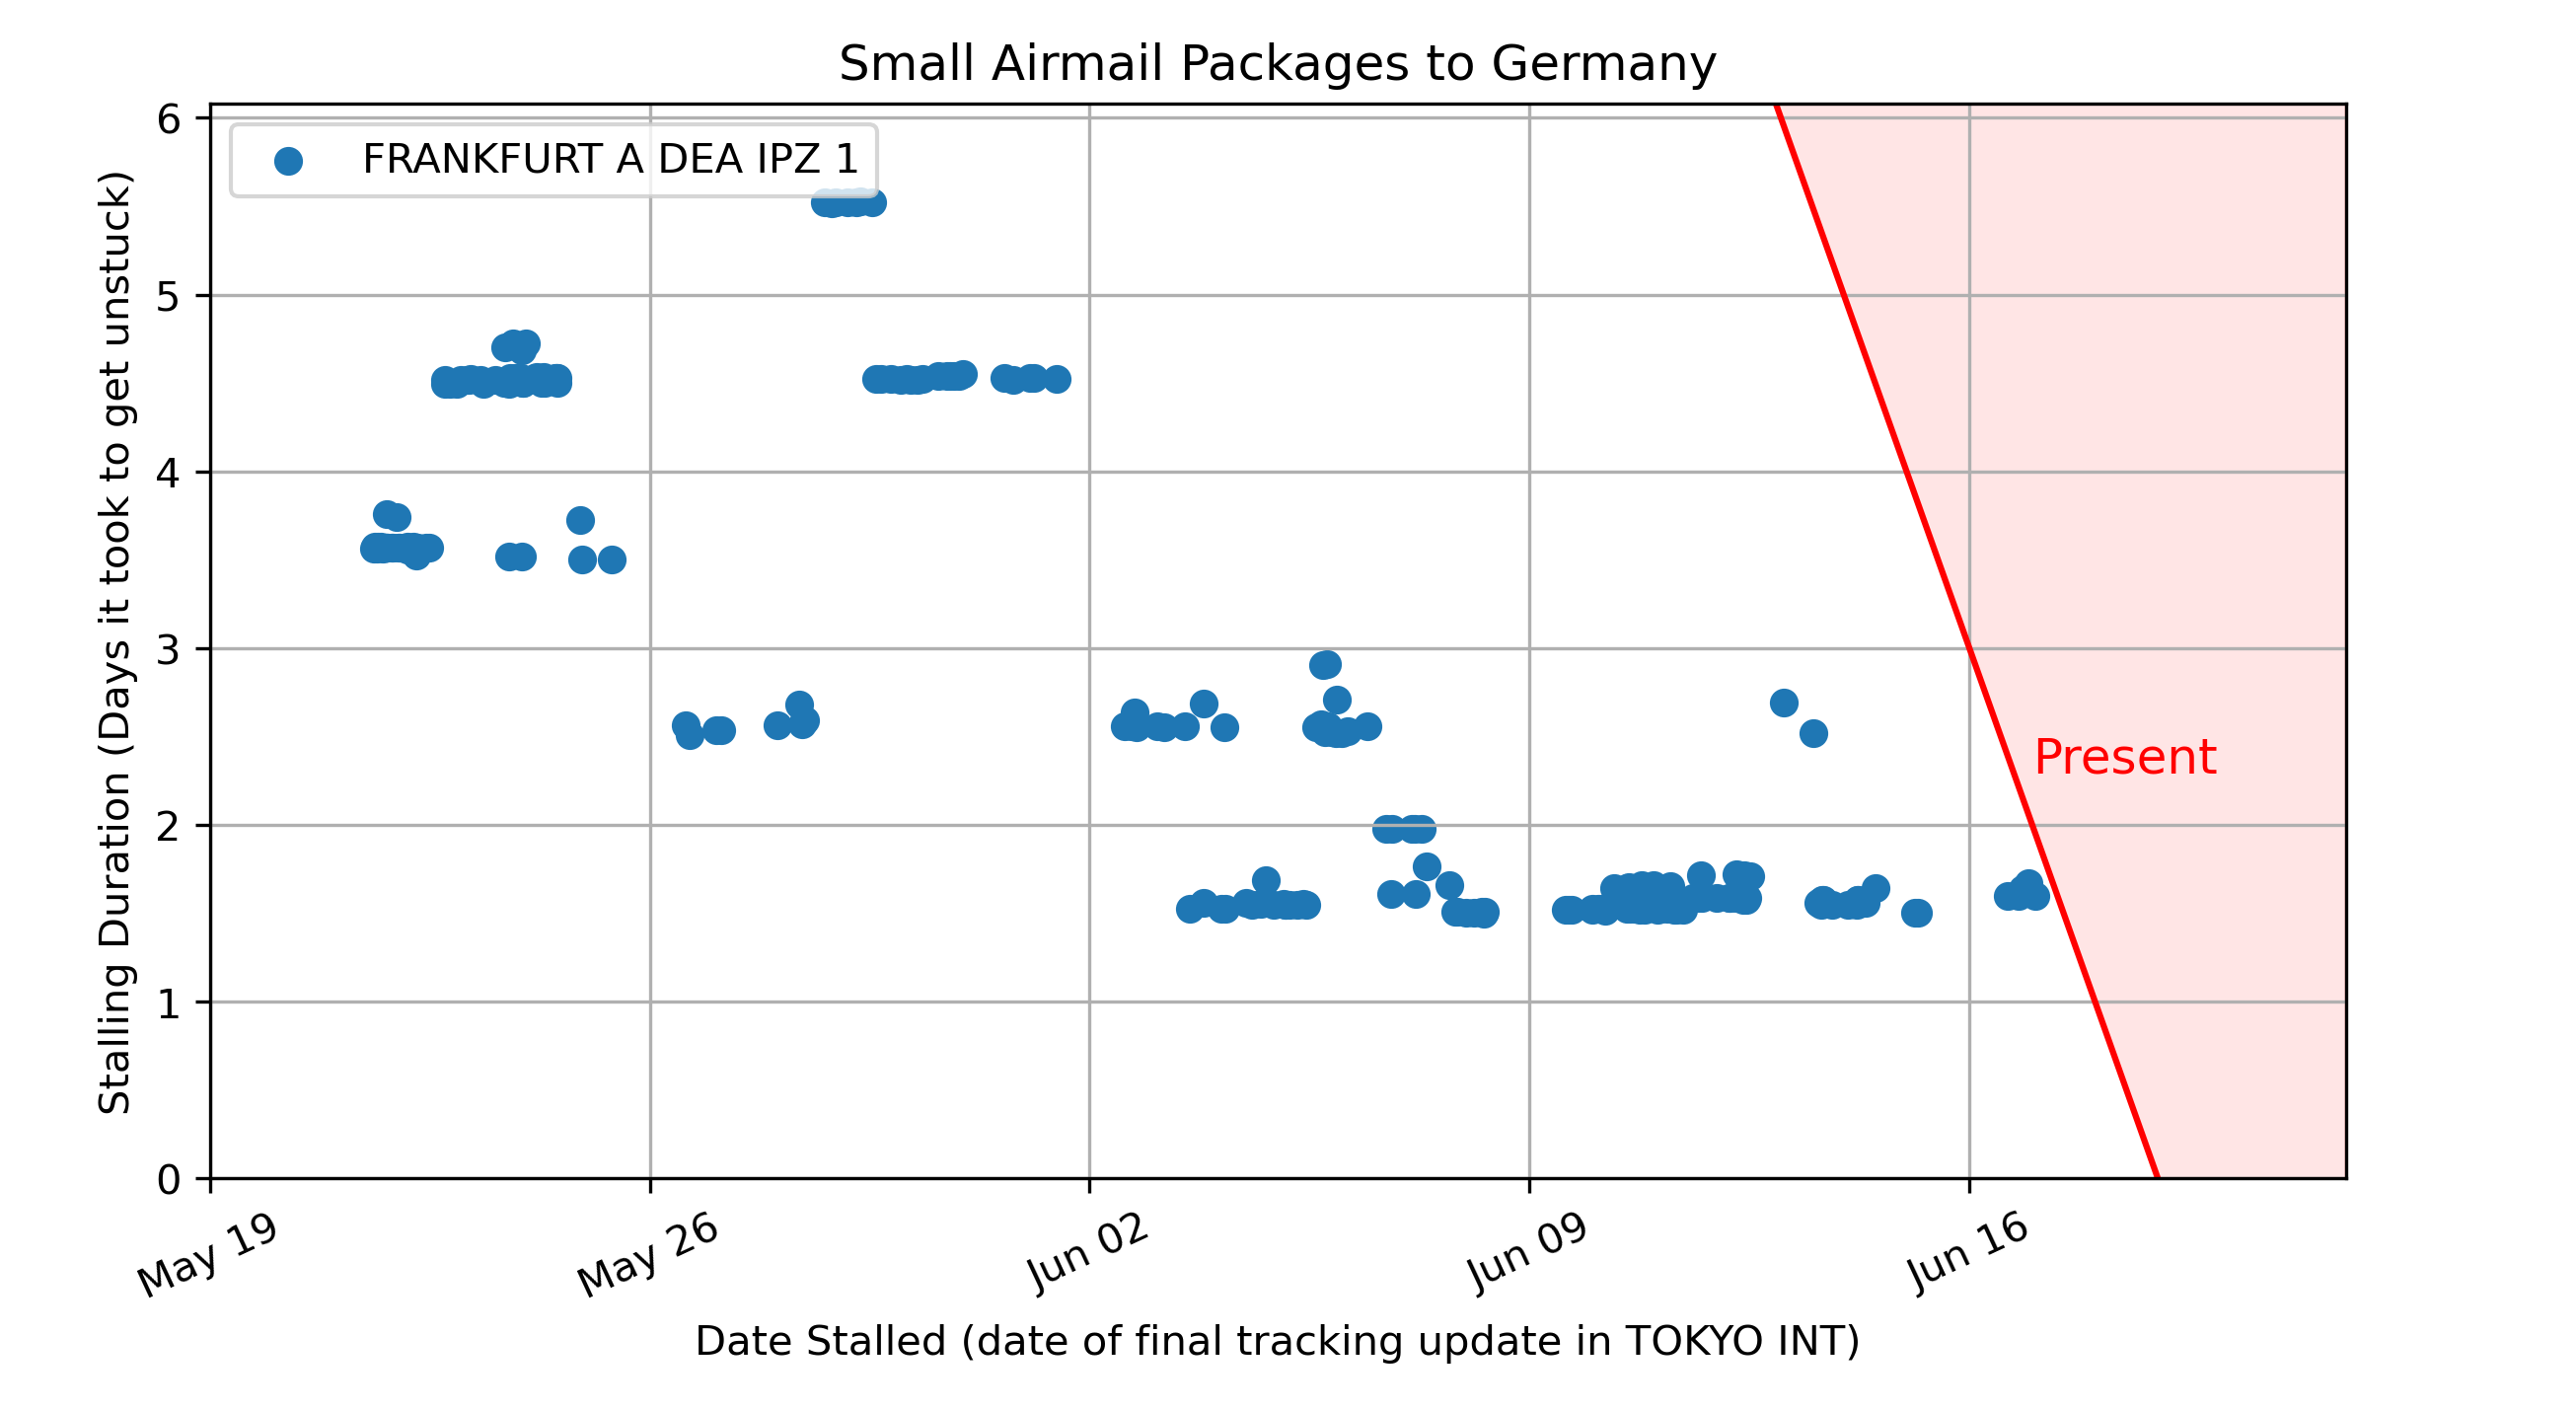 Small Airmail Packages to Germany
FRANKFURT A DEA IPZ 1
Stalling Duration (Days it took to get unstuck)
6
5
4
3
2
1
0
Present
May 19
May 26
Jun 02
Jun 09
Jun 16
Date Stalled (date of final tracking update in TOKYO INT)